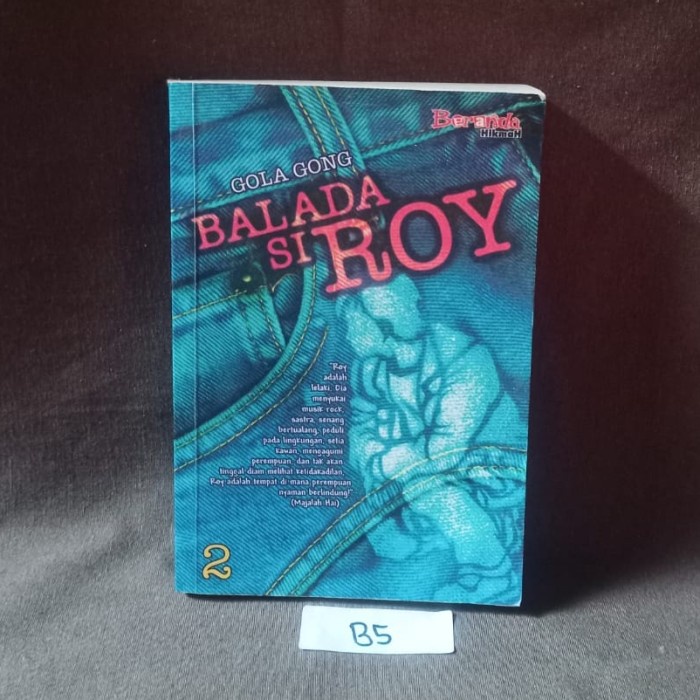 Beranda
Hikmah
GOLA GONG
BALADA
SI ROY
"Roy
adalah
lelaki. Dia
menyukai
musik rock,
sastra, senang
bertualang, peduli
pada lingkungan, setia
kawan, mengagumi
perempuan, dan tak akan
tinggal diam melihat ketidakadilan.
Roy adalah tempat di mana perempuan
nyaman berlindung!"
(Majalah Hai)
2
B5